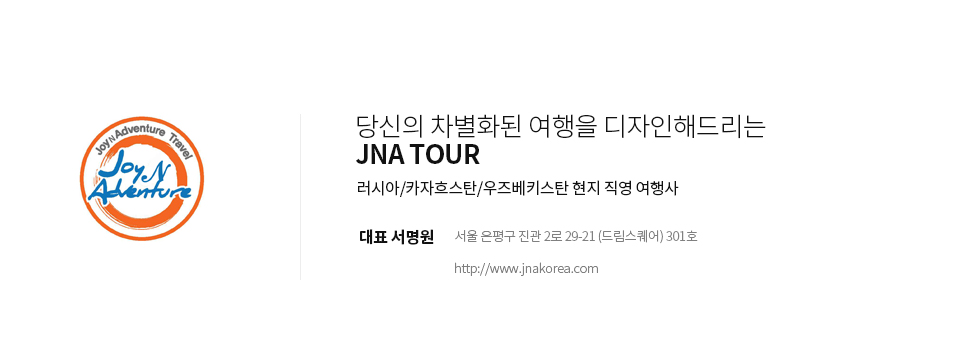 Joy N Adventure Travel
Joy N
Adventure
당신의 차별화된 여행을 디자인해드리는
JNA TOUR
러시아/카자흐스탄/우즈베키스탄 현지 직영 여행사
대표 서명원 서울 은평구 진관 2로 29-21 (드림스퀘어) 301호
http://www.jnakorea.com